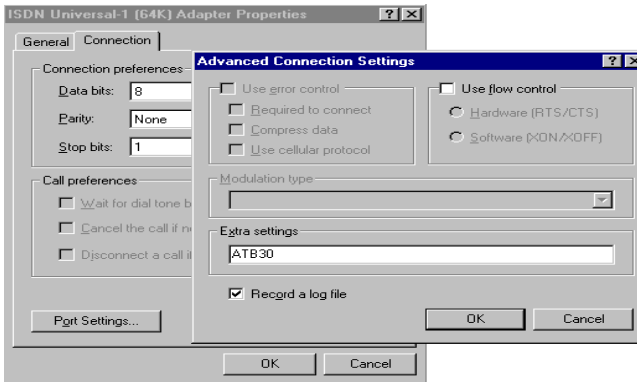 ISDN Universal-1 (64K) Adapter Properties
General
Connection
Connection preferences
Data bits: 8
Parity: None
Stop bits: 1
Call preferences
Wait for dial tone b
Cancel the call if n
Disconnect a call i
Port Settings...
OK
Cancel
Advanced Connection Settings
Use error control
Required to connect
Compress data
Use cellular protocol
Use flow control
Hardware (RTS/CTS)
Software (XON/XOFF)
Modulation type
Extra settings
ATB30
Record a log file
OK
Cancel